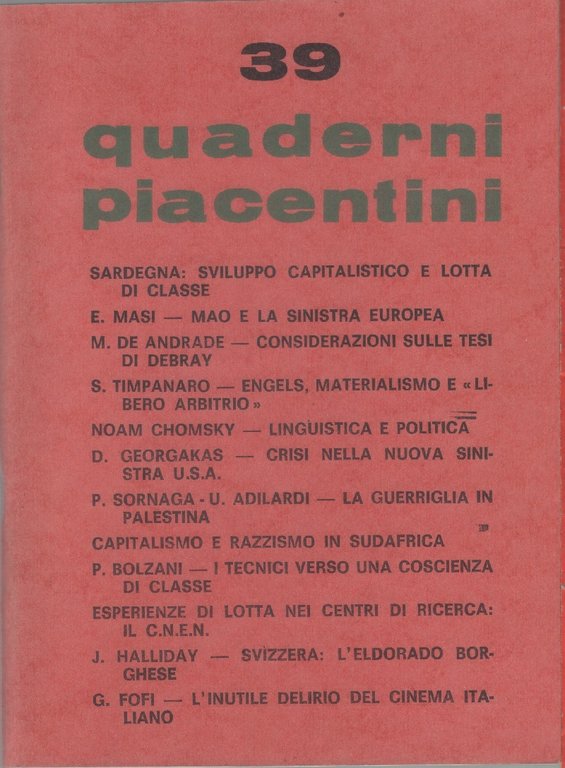 39
quaderni
piacentini
SARDEGNA: SVILUPPO CAPITALISTICO E LOTTA
DI CLASSE
E. MASI — MAO E LA SINISTRA EUROPEA
M. DE ANDRADE — CONSIDERAZIONI SULLE TESI
DI DEBRAY
S. TIMPANARO — ENGELS, MATERIALISMO E «LI-
BERO ARBITRIO»
NOAM CHOMSKY — LINGUISTICA E POLITICA
D. GEORGAKAS — CRISI NELLA NUOVA SINI-
STRA U.S.A.
P. SORNAGA - U. ADILARDI — LA GUERRIGLIA IN
PALESTINA
CAPITALISMO E RAZZISMO IN SUDAFRICA
P. BOLZANI — I TECNICI VERSO UNA COSCIENZA
DI CLASSE
ESPERIENZE DI LOTTA NEI CENTRI DI RICERCA:
IL C.N.E.N.
J. HALLIDAY — SVIZZERA: L'ELDORADO BOR-
GHESE
G. FOFI — L'INUTILE DELIRIO DEL CINEMA ITA-
LIANO